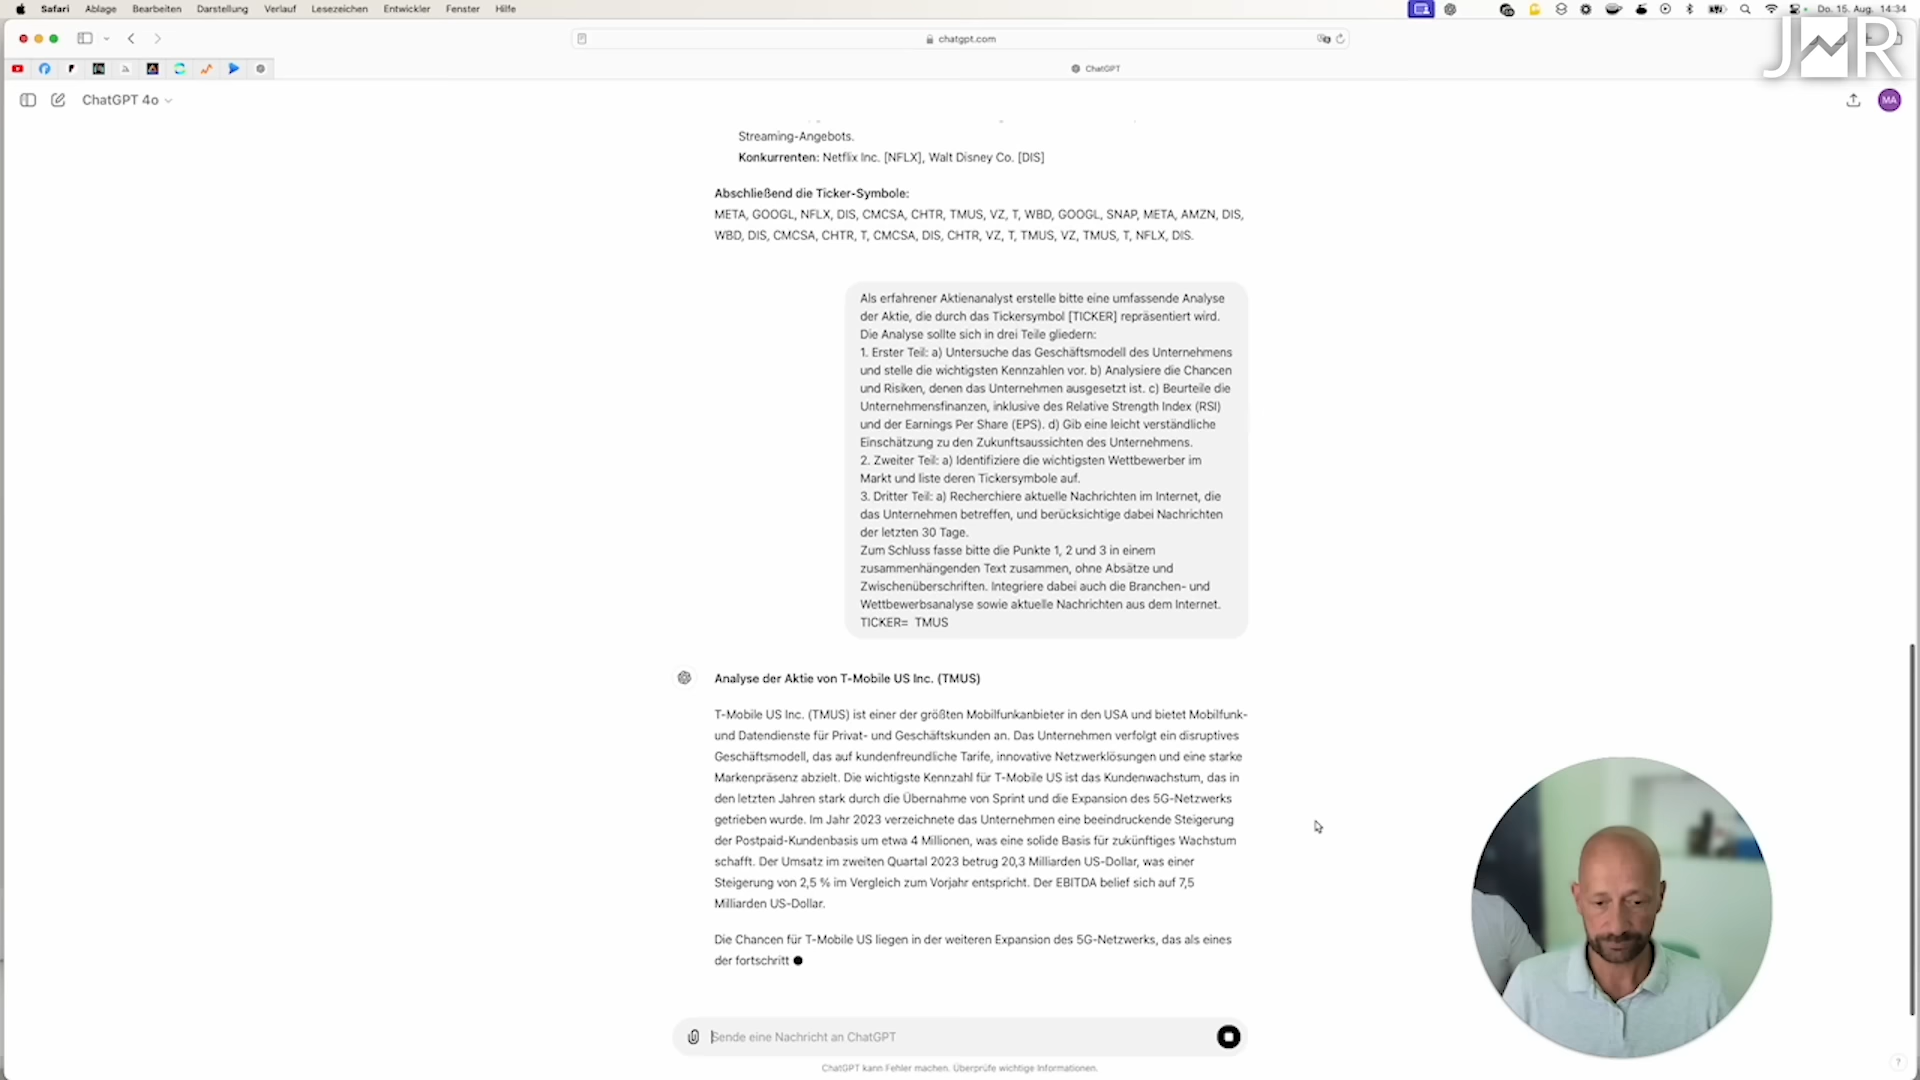 Safari Ablage Bearbeiten Darstellung Verlauf Lesezeichen Entwickler Fenster Hilfe Do. 15. Aug. 14:34
chatgpt.com
JMR
ChatGPT
ChatGPT 4o
MA
Streaming-Angebots.
Konkurrenten: Netflix Inc. [NFLX], Walt Disney Co. [DIS]
Abschließend die Ticker-Symbole:
META, GOOGL, NFLX, DIS, CMCSA, CHTR, TMUS, VZ, T, WBD, GOOGL, SNAP, META, AMZN, DIS,
WBD, DIS, CMCSA, CHTR, T, CMCSA, DIS, CHTR, VZ, T, TMUS, VZ, TMUS, T, NFLX, DIS.
Als erfahrener Aktienanalyst erstelle bitte eine umfassende Analyse
der Aktie, die durch das Tickersymbol [TICKER] repräsentiert wird.
Die Analyse sollte sich in drei Teile gliedern:
1. Erster Teil: a) Untersuche das Geschäftsmodell des Unternehmens
und stelle die wichtigsten Kennzahlen vor. b) Analysiere die Chancen
und Risiken, denen das Unternehmen ausgesetzt ist. c) Beurteile die
Unternehmensfinanzen, inklusive des Relative Strength Index (RSI)
und der Earnings Per Share (EPS). d) Gib eine leicht verständliche
Einschätzung zu den Zukunftsaussichten des Unternehmens.
2. Zweiter Teil: a) Identifiziere die wichtigsten Wettbewerber im
Markt und liste deren Tickersymbole auf.
3. Dritter Teil: a) Recherchiere aktuelle Nachrichten im Internet, die
das Unternehmen betreffen, und berücksichtige dabei Nachrichten
der letzten 30 Tage.
Zum Schluss fasse bitte die Punkte 1, 2 und 3 in einem
zusammenhängenden Text zusammen, ohne Absätze und
Zwischenüberschriften. Integriere dabei auch die Branchen- und
Wettbewerbsanalyse sowie aktuelle Nachrichten aus dem Internet.
TICKER= TMUS
Analyse der Aktie von T-Mobile US Inc. (TMUS)
T-Mobile US Inc. (TMUS) ist einer der größten Mobilfunkanbieter in den USA und bietet Mobilfunk-
und Datendienste für Privat- und Geschäftskunden an. Das Unternehmen verfolgt ein disruptives
Geschäftsmodell, das auf kundenfreundliche Tarife, innovative Netzwerklösungen und eine starke
Markenpräsenz abzielt. Die wichtigste Kennzahl für T-Mobile US ist das Kundenwachstum, das in
den letzten Jahren stark durch die Übernahme von Sprint und die Expansion des 5G-Netzwerks
getrieben wurde. Im Jahr 2023 verzeichnete das Unternehmen eine beeindruckende Steigerung
der Postpaid-Kundenbasis um etwa 4 Millionen, was eine solide Basis für zukünftiges Wachstum
schafft. Der Umsatz im zweiten Quartal 2023 betrug 20,3 Milliarden US-Dollar, was einer
Steigerung von 2,5 % im Vergleich zum Vorjahr entspricht. Der EBITDA belief sich auf 7,5
Milliarden US-Dollar.
Die Chancen für T-Mobile US liegen in der weiteren Expansion des 5G-Netzwerks, das als eines
der fortschritt
Sende eine Nachricht an ChatGPT
ChatGPT kann Fehler machen. Überprüfe wichtige Informationen.
?